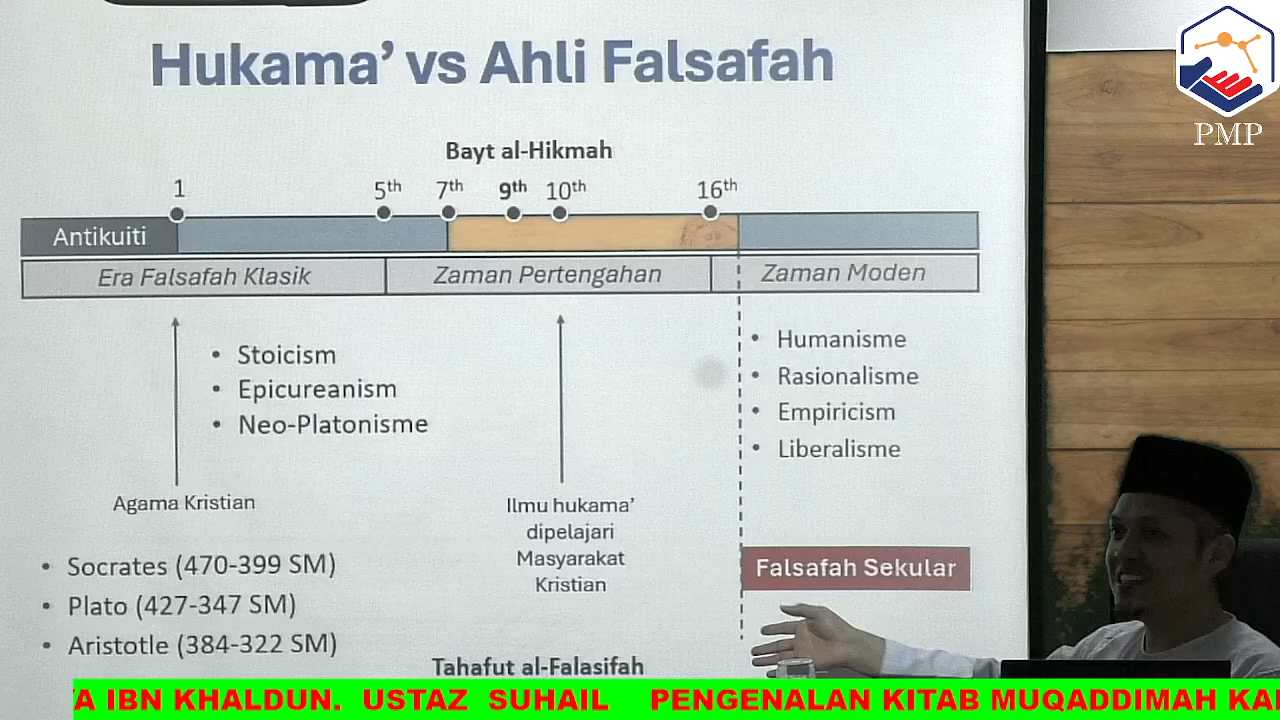 Hukama’ vs Ahli Falsafah
PMP
Bayt al-Hikmah
1 5th 7th 9th 10th 16th
Antikuiti
Era Falsafah Klasik Zaman Pertengahan Zaman Moden
• Stoicism
• Epicureanism
• Neo-Platonisme
• Humanisme
• Rasionalisme
• Empiricism
• Liberalisme
Agama Kristian
Ilmu hukama’
dipelajari
Masyarakat
Kristian
Falsafah Sekular
• Socrates (470-399 SM)
• Plato (427-347 SM)
• Aristotle (384-322 SM)
Tahafut al-Falasifah
IBN KHALDUN. USTAZ SUHAIL PENGENALAN KITAB MUQADDIMAH